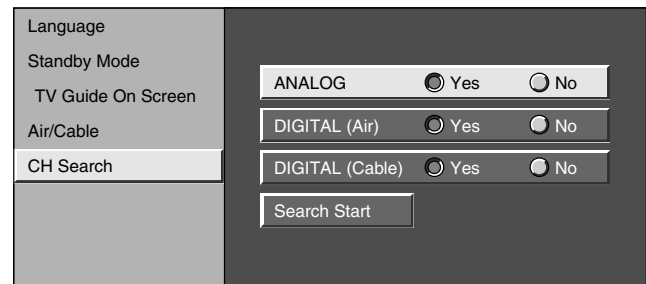 Language
Standby Mode
TV Guide On Screen
Air/Cable
CH Search
ANALOG Yes No
DIGITAL (Air) Yes No
DIGITAL (Cable) Yes No
Search Start